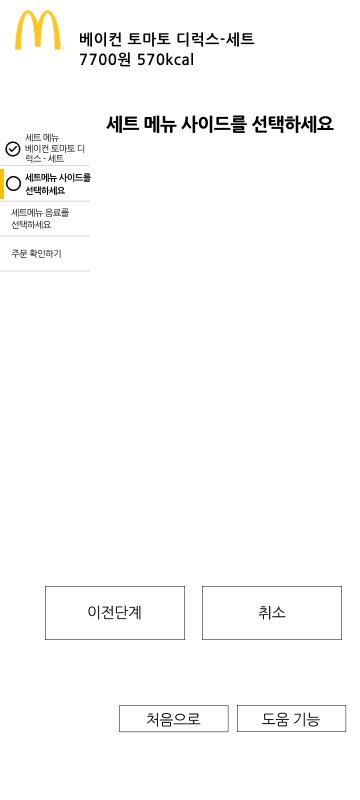 베이컨 토마토 디럭스-세트
7700원 570kcal
세트 메뉴 사이드를 선택하세요
세트 메뉴
베이컨 토마토 디
럭스 - 세트
세트메뉴 사이드를
선택하세요
세트메뉴 음료를
선택하세요
주문 확인하기
이전단계
취소
처음으로
도움 기능